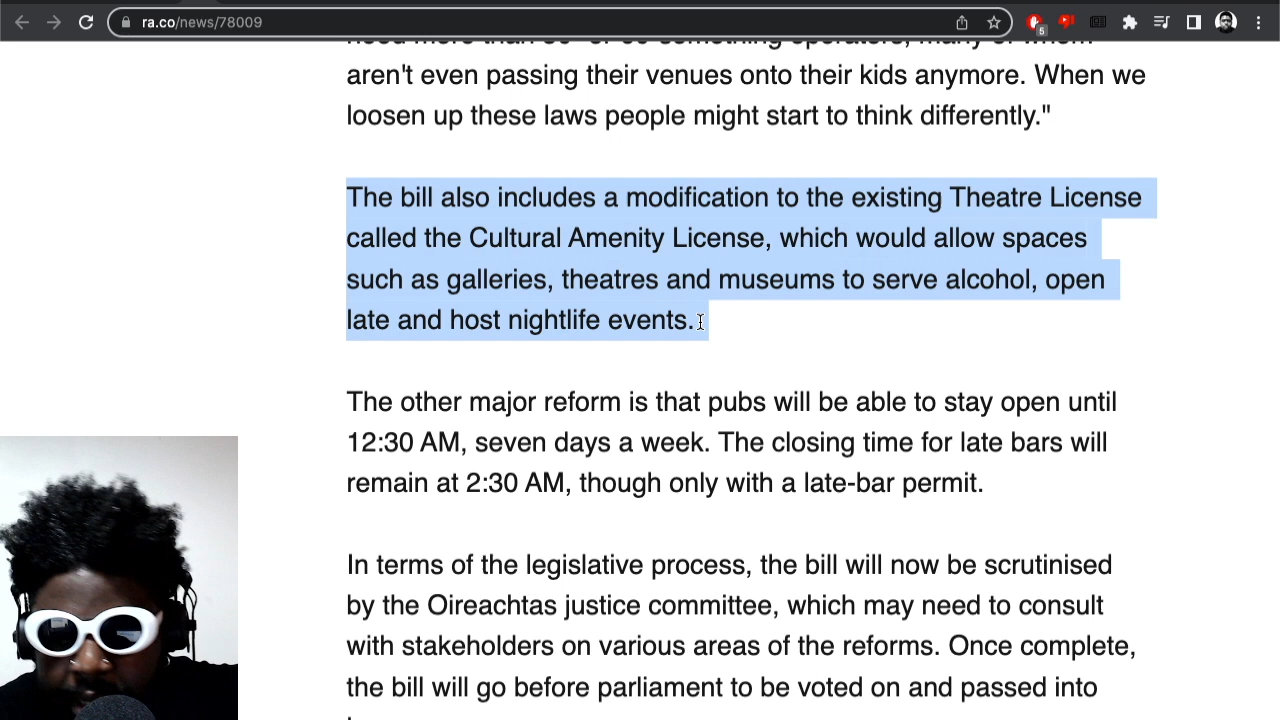 ra.co/news/78009
5
aren't even passing their venues onto their kids anymore. When we
loosen up these laws people might start to think differently."
The bill also includes a modification to the existing Theatre License
called the Cultural Amenity License, which would allow spaces
such as galleries, theatres and museums to serve alcohol, open
late and host nightlife events.
The other major reform is that pubs will be able to stay open until
12:30 AM, seven days a week. The closing time for late bars will
remain at 2:30 AM, though only with a late-bar permit.
In terms of the legislative process, the bill will now be scrutinised
by the Oireachtas justice committee, which may need to consult
with stakeholders on various areas of the reforms. Once complete,
the bill will go before parliament to be voted on and passed into